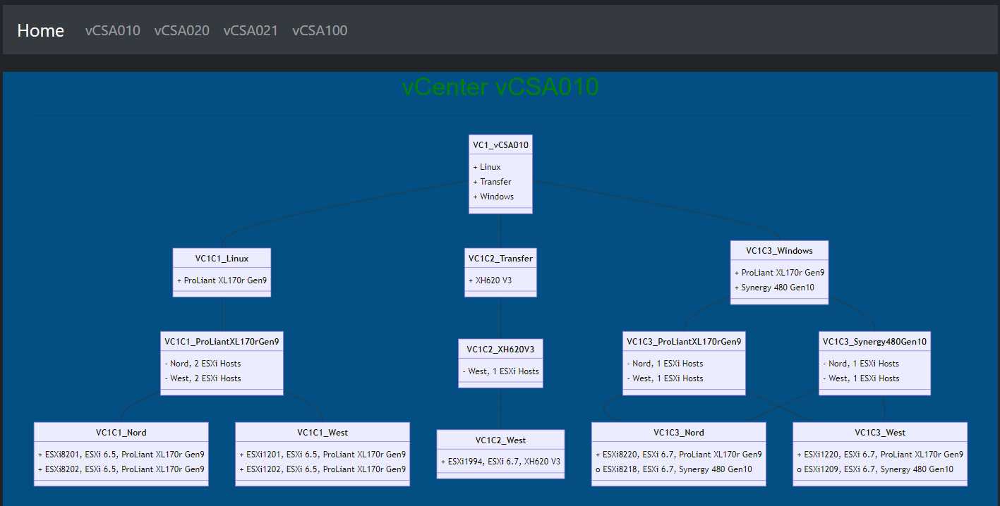 Home vCSA010 vCSA020 vCSA021 vCSA100
vCenter vCSA010
VC1_vCSA010
+ Linux
+ Transfer
+ Windows
VC1C1_Linux
+ ProLiant XL170r Gen9
VC1C2_Transfer
+ XH620 V3
VC1C3_Windows
+ ProLiant XL170r Gen9
+ Synergy 480 Gen10
VC1C1_ProLiantXL170rGen9
- Nord, 2 ESXi Hosts
- West, 2 ESXi Hosts
VC1C2_XH620V3
- West, 1 ESXi Hosts
VC1C3_ProLiantXL170rGen9
- Nord, 1 ESXi Hosts
- West, 1 ESXi Hosts
VC1C3_Synergy480Gen10
- Nord, 1 ESXi Hosts
- West, 1 ESXi Hosts
VC1C1_Nord
+ ESXi8201, ESXi 6.5, ProLiant XL170r Gen9
+ ESXi8202, ESXi 6.5, ProLiant XL170r Gen9
VC1C1_West
+ ESXi1201, ESXi 6.5, ProLiant XL170r Gen9
+ ESXi1202, ESXi 6.5, ProLiant XL170r Gen9
VC1C2_West
+ ESXi1994, ESXi 6.7, XH620 V3
VC1C3_Nord
+ ESXi8220, ESXi 6.7, ProLiant XL170r Gen9
o ESXi8218, ESXi 6.7, Synergy 480 Gen10
VC1C3_West
+ ESXi1220, ESXi 6.7, ProLiant XL170r Gen9
o ESXi1209, ESXi 6.7, Synergy 480 Gen10